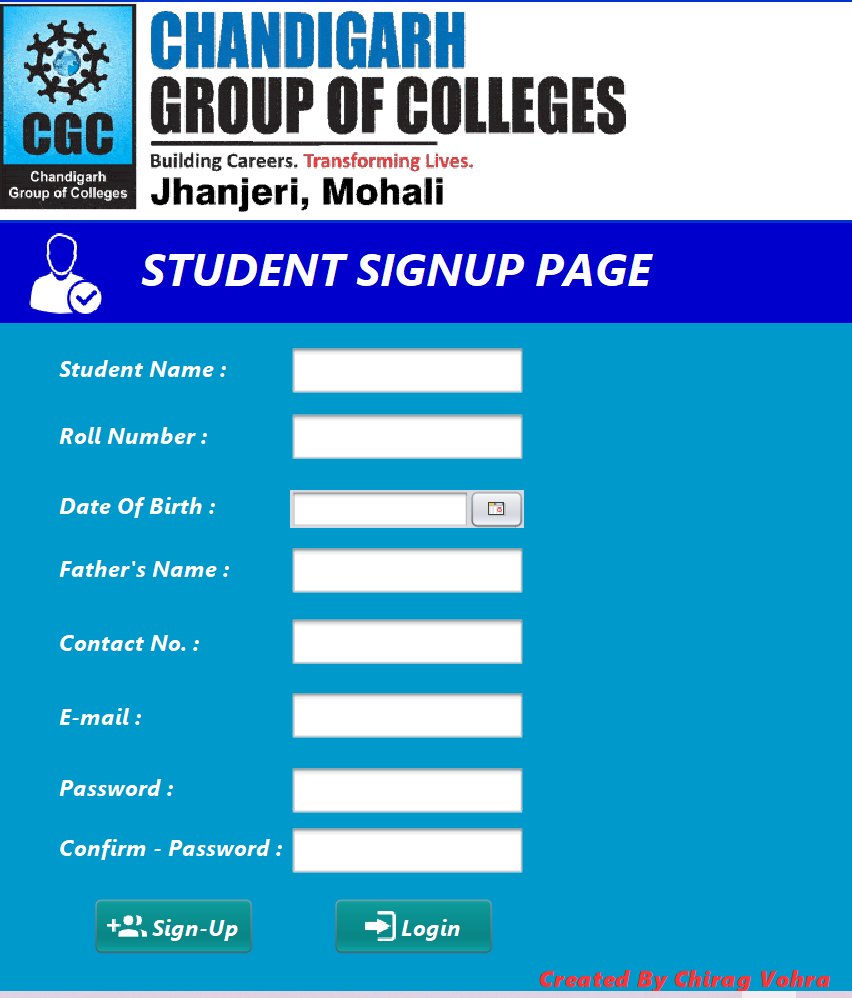 CHANDIGARH
GROUP OF COLLEGES
CGC
Building Careers. Transforming Lives.
Chandigarh
Group of Colleges
Jhanjeri, Mohali
STUDENT SIGNUP PAGE
Student Name :
Roll Number :
Date Of Birth :
Father's Name :
Contact No. :
E-mail :
Password :
Confirm - Password :
Sign-Up
Login
Created By Chirag Vohra